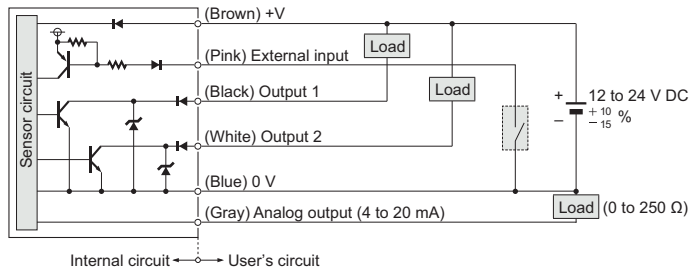 (Brown) +V
(Pink) External input
Load
(Black) Output 1
Load
+ 12 to 24 V DC
− +10 −15 %
(White) Output 2
Sensor circuit
(Blue) 0 V
(Gray) Analog output (4 to 20 mA)
Load (0 to 250 Ω)
Internal circuit User's circuit